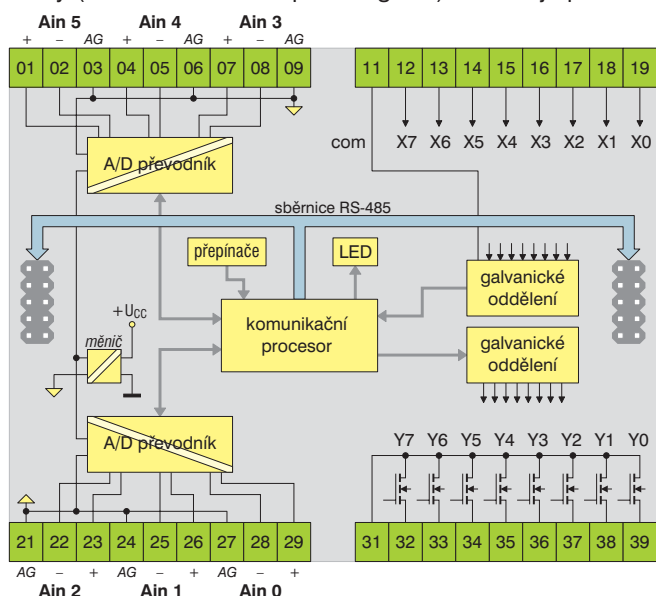 Ain 5 Ain 4 Ain 3
+ − AG + − AG + − AG
01 02 03 04 05 06 07 08 09 11 12 13 14 15 16 17 18 19
com X7 X6 X5 X4 X3 X2 X1 X0
A/D převodník
sběrnice RS-485
přepínače LED
galvanické
oddělení
+UCC
komunikační
procesor
měnič
galvanické
oddělení
A/D převodník
Y7 Y6 Y5 Y4 Y3 Y2 Y1 Y0
21 22 23 24 25 26 27 28 29 31 32 33 34 35 36 37 38 39
AG − + AG − + AG − +
Ain 2 Ain 1 Ain 0